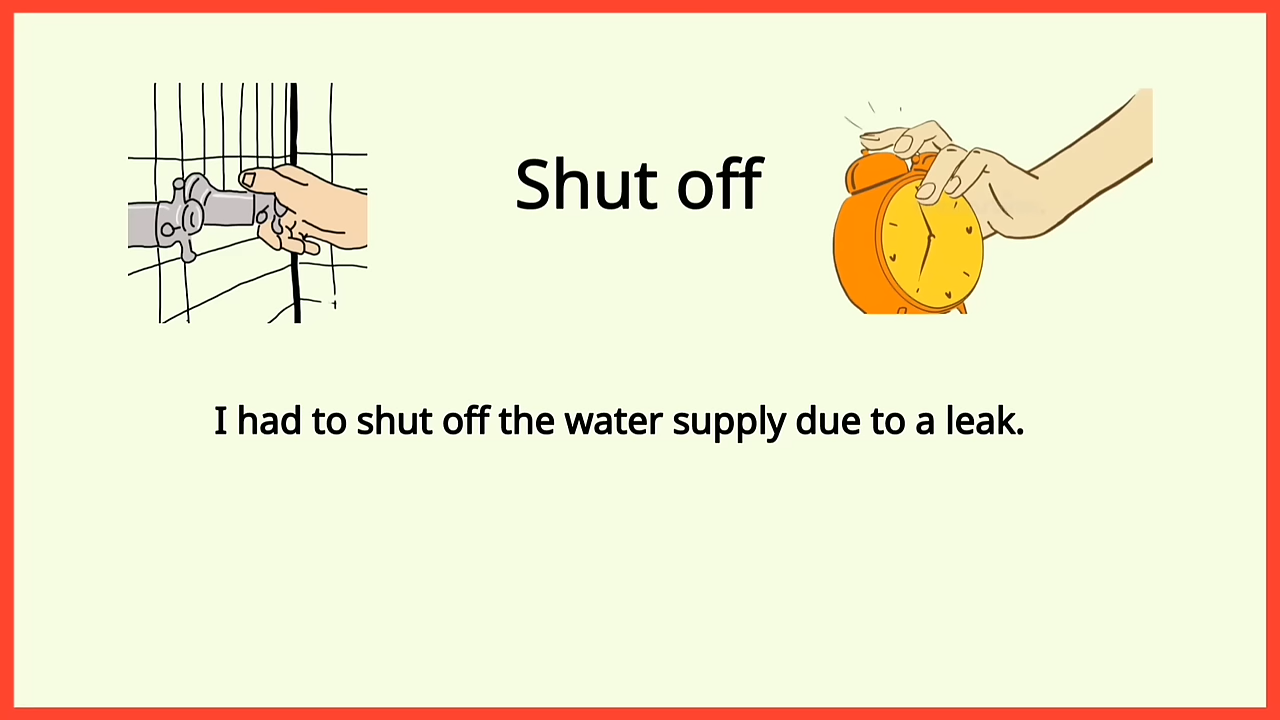 Shut off
I had to shut off the water supply due to a leak.